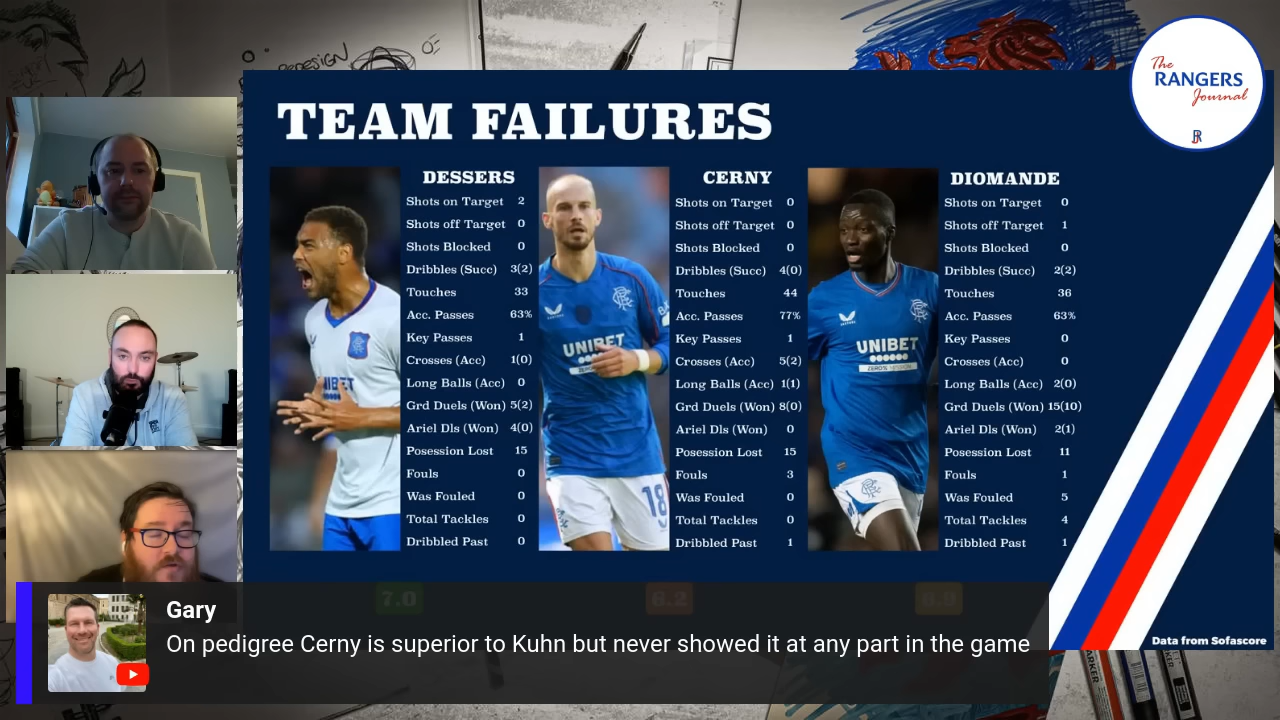 REDESIGN
The
RANGERS
Journal
RJ
TEAM FAILURES
DESSERS
Shots on Target 2
Shots off Target 0
Shots Blocked 0
Dribbles (Succ) 3(2)
Touches 33
Acc. Passes 63%
Key Passes 1
Crosses (Acc) 1(0)
Long Balls (Acc) 0
Grd Duels (Won) 5(2)
Ariel Dls (Won) 4(0)
Posession Lost 15
Fouls 0
Was Fouled 0
Total Tackles 0
Dribbled Past 0
7.0
CERNY
Shots on Target 0
Shots off Target 0
Shots Blocked 0
Dribbles (Succ) 4(0)
Touches 44
Acc. Passes 77%
Key Passes 1
Crosses (Acc) 5(2)
Long Balls (Acc) 1(1)
Grd Duels (Won) 8(0)
Ariel Dls (Won) 0
Posession Lost 15
Fouls 3
Was Fouled 0
Total Tackles 0
Dribbled Past 1
6.2
UNIBET
18
DIOMANDE
Shots on Target 0
Shots off Target 1
Shots Blocked 0
Dribbles (Succ) 2(2)
Touches 36
Acc. Passes 63%
Key Passes 0
Crosses (Acc) 0
Long Balls (Acc) 2(0)
Grd Duels (Won) 15(10)
Ariel Dls (Won) 2(1)
Posession Lost 11
Fouls 1
Was Fouled 5
Total Tackles 4
Dribbled Past 1
6.9
UNIBET
Data from Sofascore
Gary
On pedigree Cerny is superior to Kuhn but never showed it at any part in the game